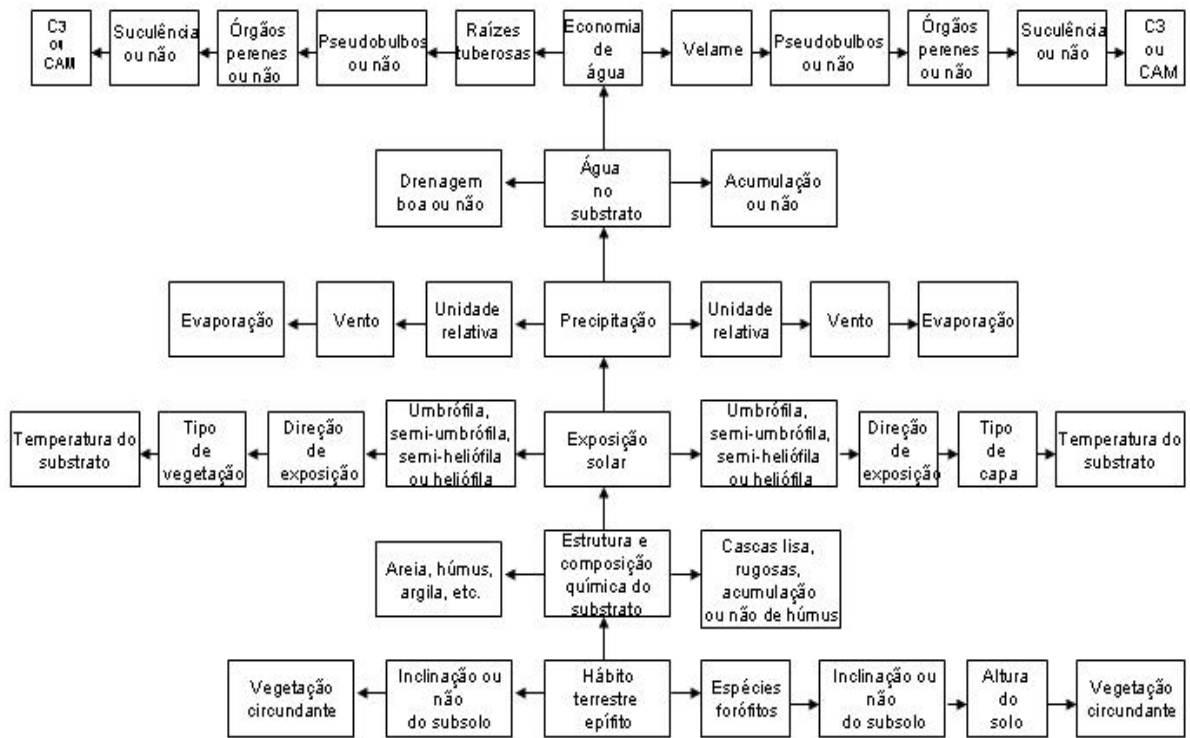 C3
ou
CAM
Suculência
ou não
Órgãos
perenes
ou não
Pseudobulbos
ou não
Raízes
tuberosas
Economia
de
água
Velame
Pseudobulbos
ou não
Órgãos
perenes
ou não
Suculência
ou não
C3
ou
CAM
Drenagem
boa ou não
Água
no
substrato
Acumulação
ou não
Evaporação
Vento
Unidade
relativa
Precipitação
Unidade
relativa
Vento
Evaporação
Temperatura do
substrato
Tipo
de
vegetação
Direção
de
exposição
Umbrófila,
semi-umbrófila,
semi-heliófila
ou heliófila
Exposição
solar
Umbrófila,
semi-umbrófila,
semi-heliófila
ou heliófila
Direção
de
exposição
Tipo
de
capa
Temperatura do
substrato
Areia, húmus,
argila, etc.
Estrutura e
composição
química do
substrato
Cascas lisa,
rugosas,
acumulação
ou não de húmus
Vegetação
circundante
Inclinação ou
não
do subsolo
Hábito
terrestre
epífito
Espécies
forófitos
Inclinação ou
não
do subsolo
Altura
do
solo
Vegetação
circundante